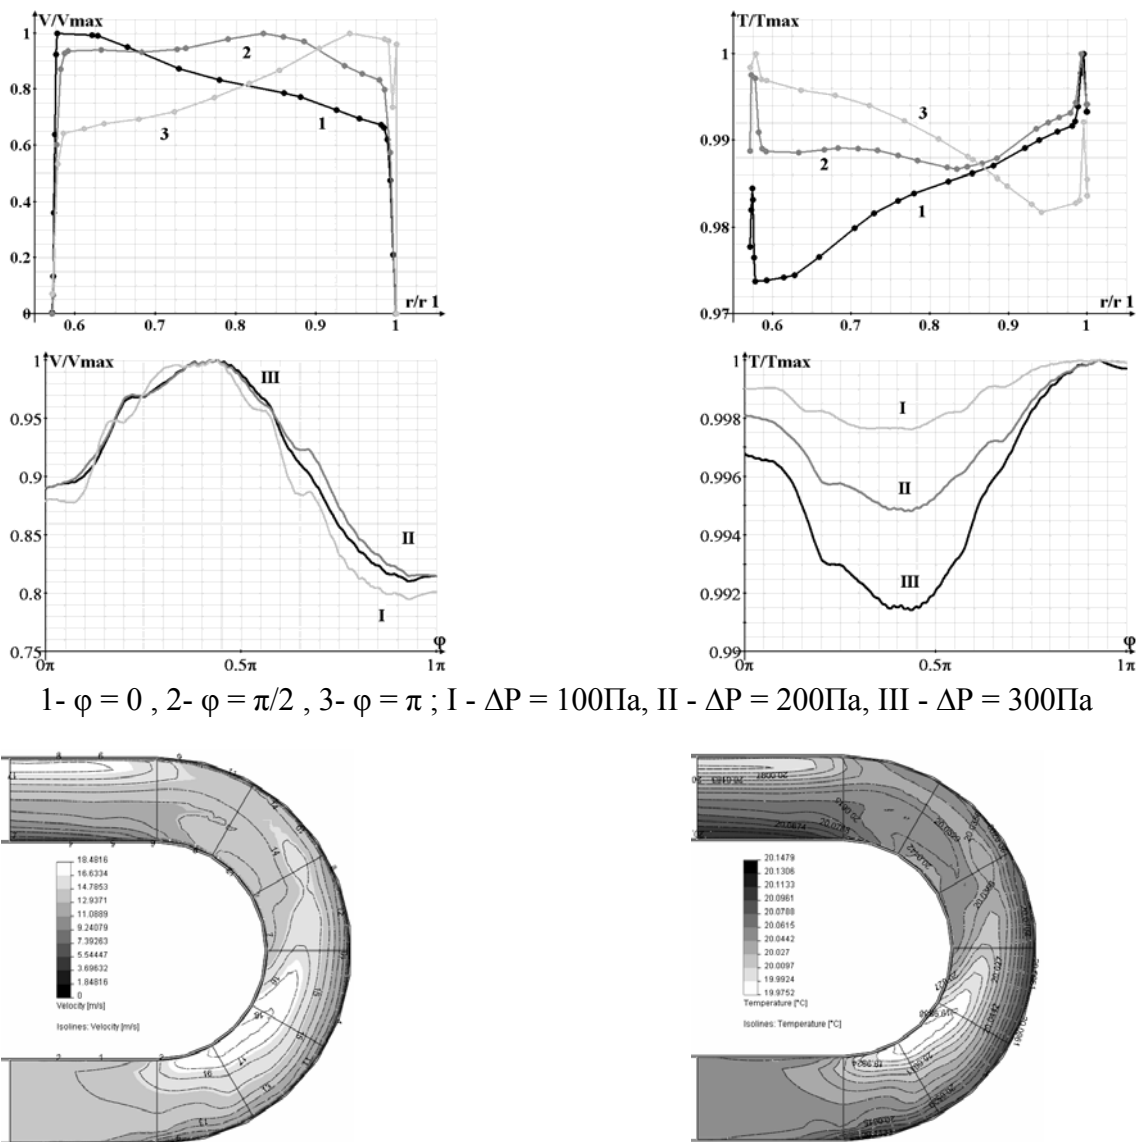 V/Vmax
1
0.8
0.6
0.4
0.2
0
0.6 0.7 0.8 0.9 1
r/r 1
1
2
3
T/Tmax
1
0.99
0.98
0.97
0.6 0.7 0.8 0.9 1
r/r 1
1
2
3
V/Vmax
1
0.95
0.9
0.85
0.8
0.75
0π 0.5π 1π
φ
III
II
I
T/Tmax
1
0.998
0.996
0.994
0.992
0.99
0π 0.5π 1π
φ
I
II
III
1- φ = 0 , 2- φ = π/2 , 3- φ = π ; I - ΔP = 100Па, II - ΔP = 200Па, III - ΔP = 300Па
18.4816
16.6334
14.7853
12.9371
11.0889
9.24079
7.39263
5.54447
3.69632
1.84816
0
Velocity [m/s]
Isolines: Velocity [m/s]
20.1479
20.1306
20.1133
20.0961
20.0788
20.0615
20.0442
20.027
20.0097
19.9924
19.9752
Temperature [°C]
Isolines: Temperature [°C]